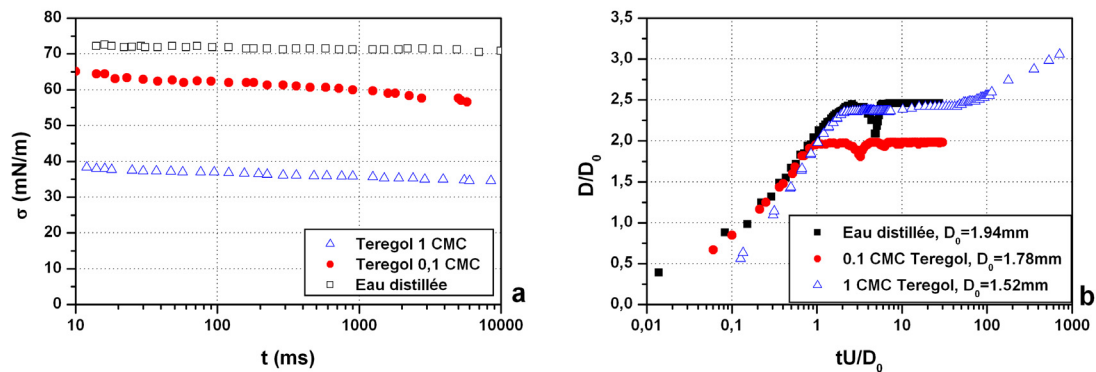 80
70
60
50
40
30
20
10
0
σ (mN/m)
10
100
1000
10000
t (ms)
Teregol 1 CMC
Teregol 0,1 CMC
Eau distillée
a
3,5
3,0
2,5
2,0
1,5
1,0
0,5
0,0
D/D0
0,01
0,1
1
10
100
1000
tU/D0
Eau distillée, D0=1.94mm
0.1 CMC Teregol, D0=1.78mm
1 CMC Teregol, D0=1.52mm
b